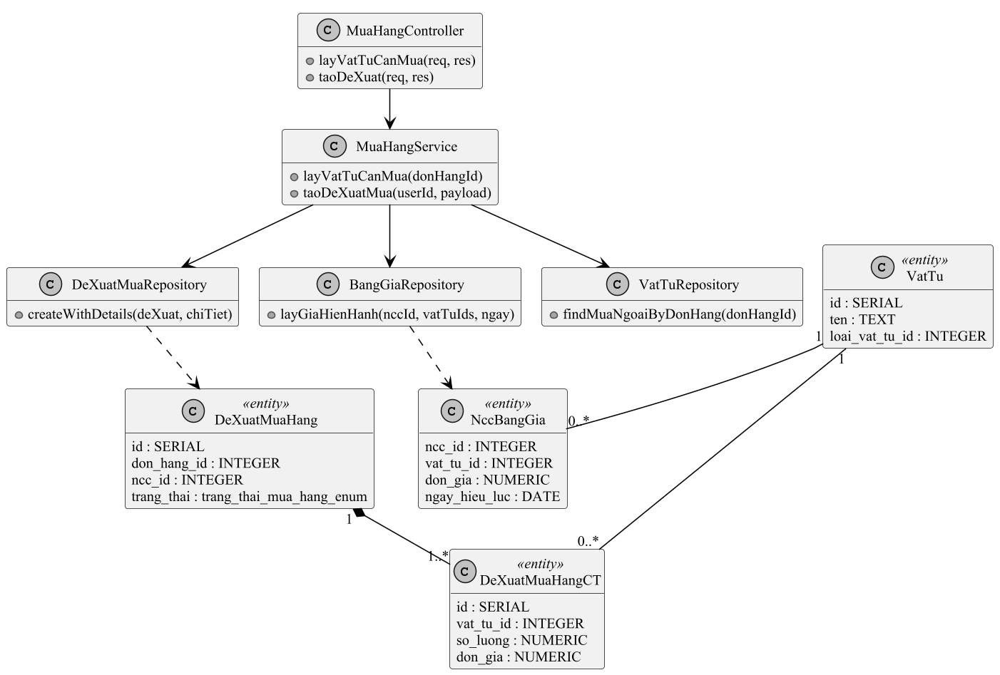 C MuaHangController
layVatTuCanMua(req, res)
taoDeXuat(req, res)
C MuaHangService
layVatTuCanMua(donHangId)
taoDeXuatMua(userId, payload)
C DeXuatMuaRepository
createWithDetails(deXuat, chiTiet)
C BangGiaRepository
layGiaHienHanh(nccId, vatTuIds, ngay)
C VatTuRepository
findMuaNgoaiByDonHang(donHangId)
«entity»
C VatTu
id : SERIAL
ten : TEXT
loai_vat_tu_id : INTEGER
1
1
«entity»
C DeXuatMuaHang
id : SERIAL
don_hang_id : INTEGER
ncc_id : INTEGER
trang_thai : trang_thai_mua_hang_enum
«entity»
C NccBangGia
ncc_id : INTEGER
vat_tu_id : INTEGER
don_gia : NUMERIC
ngay_hieu_luc : DATE
0..*
1
1..*
0..*
«entity»
C DeXuatMuaHangCT
id : SERIAL
vat_tu_id : INTEGER
so_luong : NUMERIC
don_gia : NUMERIC